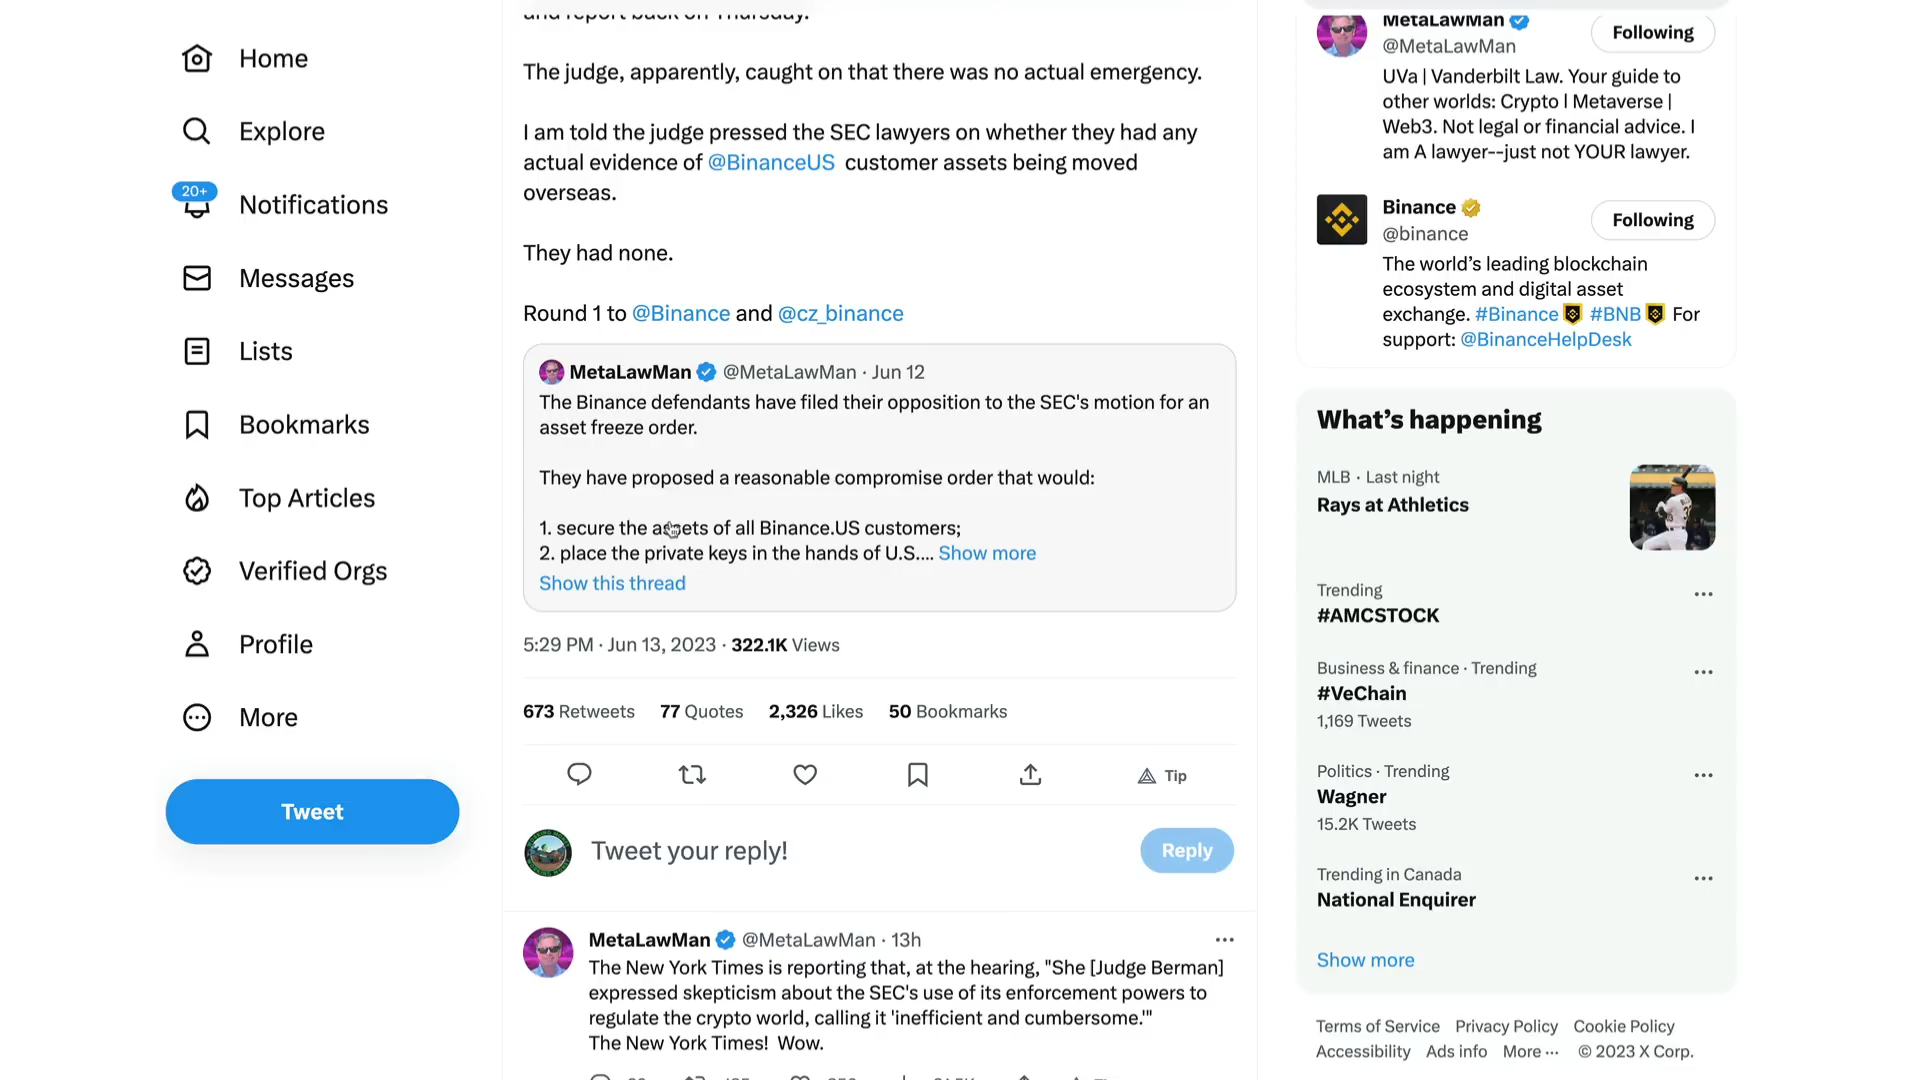 Home
Explore
20+
Notifications
Messages
Lists
Bookmarks
Top Articles
Verified Orgs
Profile
More
Tweet
and report back on Thursday.
The judge, apparently, caught on that there was no actual emergency.
I am told the judge pressed the SEC lawyers on whether they had any
actual evidence of @BinanceUS customer assets being moved
overseas.
They had none.
Round 1 to @Binance and @cz_binance
MetaLawMan @MetaLawMan · Jun 12
The Binance defendants have filed their opposition to the SEC's motion for an
asset freeze order.
They have proposed a reasonable compromise order that would:
1. secure the assets of all Binance.US customers;
2. place the private keys in the hands of U.S.... Show more
Show this thread
5:29 PM · Jun 13, 2023 · 322.1K Views
673 Retweets 77 Quotes 2,326 Likes 50 Bookmarks
Tip
Tweet your reply!
Reply
MetaLawMan @MetaLawMan · 13h
The New York Times is reporting that, at the hearing, "She [Judge Berman]
expressed skepticism about the SEC's use of its enforcement powers to
regulate the crypto world, calling it 'inefficient and cumbersome.'"
The New York Times! Wow.
MetaLawMan
@MetaLawMan
Following
UVa | Vanderbilt Law. Your guide to
other worlds: Crypto l Metaverse |
Web3. Not legal or financial advice. I
am A lawyer--just not YOUR lawyer.
Binance
@binance
Following
The world's leading blockchain
ecosystem and digital asset
exchange. #Binance #BNB For
support: @BinanceHelpDesk
What's happening
MLB · Last night
Rays at Athletics
Trending
#AMCSTOCK
Business & finance · Trending
#VeChain
1,169 Tweets
Politics · Trending
Wagner
15.2K Tweets
Trending in Canada
National Enquirer
Show more
Terms of Service Privacy Policy Cookie Policy
Accessibility Ads info More ··· © 2023 X Corp.